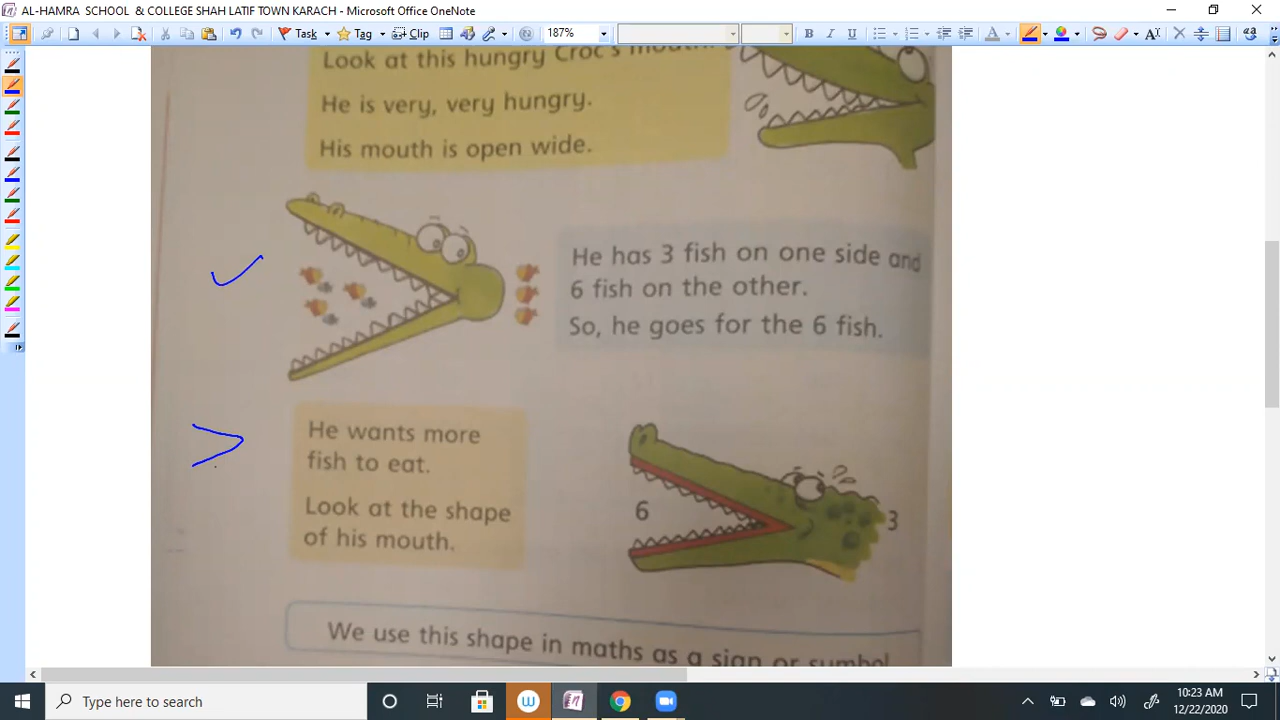 AL-HAMRA SCHOOL & COLLEGE SHAH LATIF TOWN KARACH - Microsoft OneNote
Task Tag Clip 187% B I U
Look at this hungry Croc's mouth.
He is very, very hungry.
His mouth is open wide.
He has 3 fish on one side and
6 fish on the other.
So, he goes for the 6 fish.
>
He wants more
fish to eat.
Look at the shape
of his mouth.
6 3
We use this shape in maths as a sign or symbol
Type here to search
10:23 AM
12/22/2020